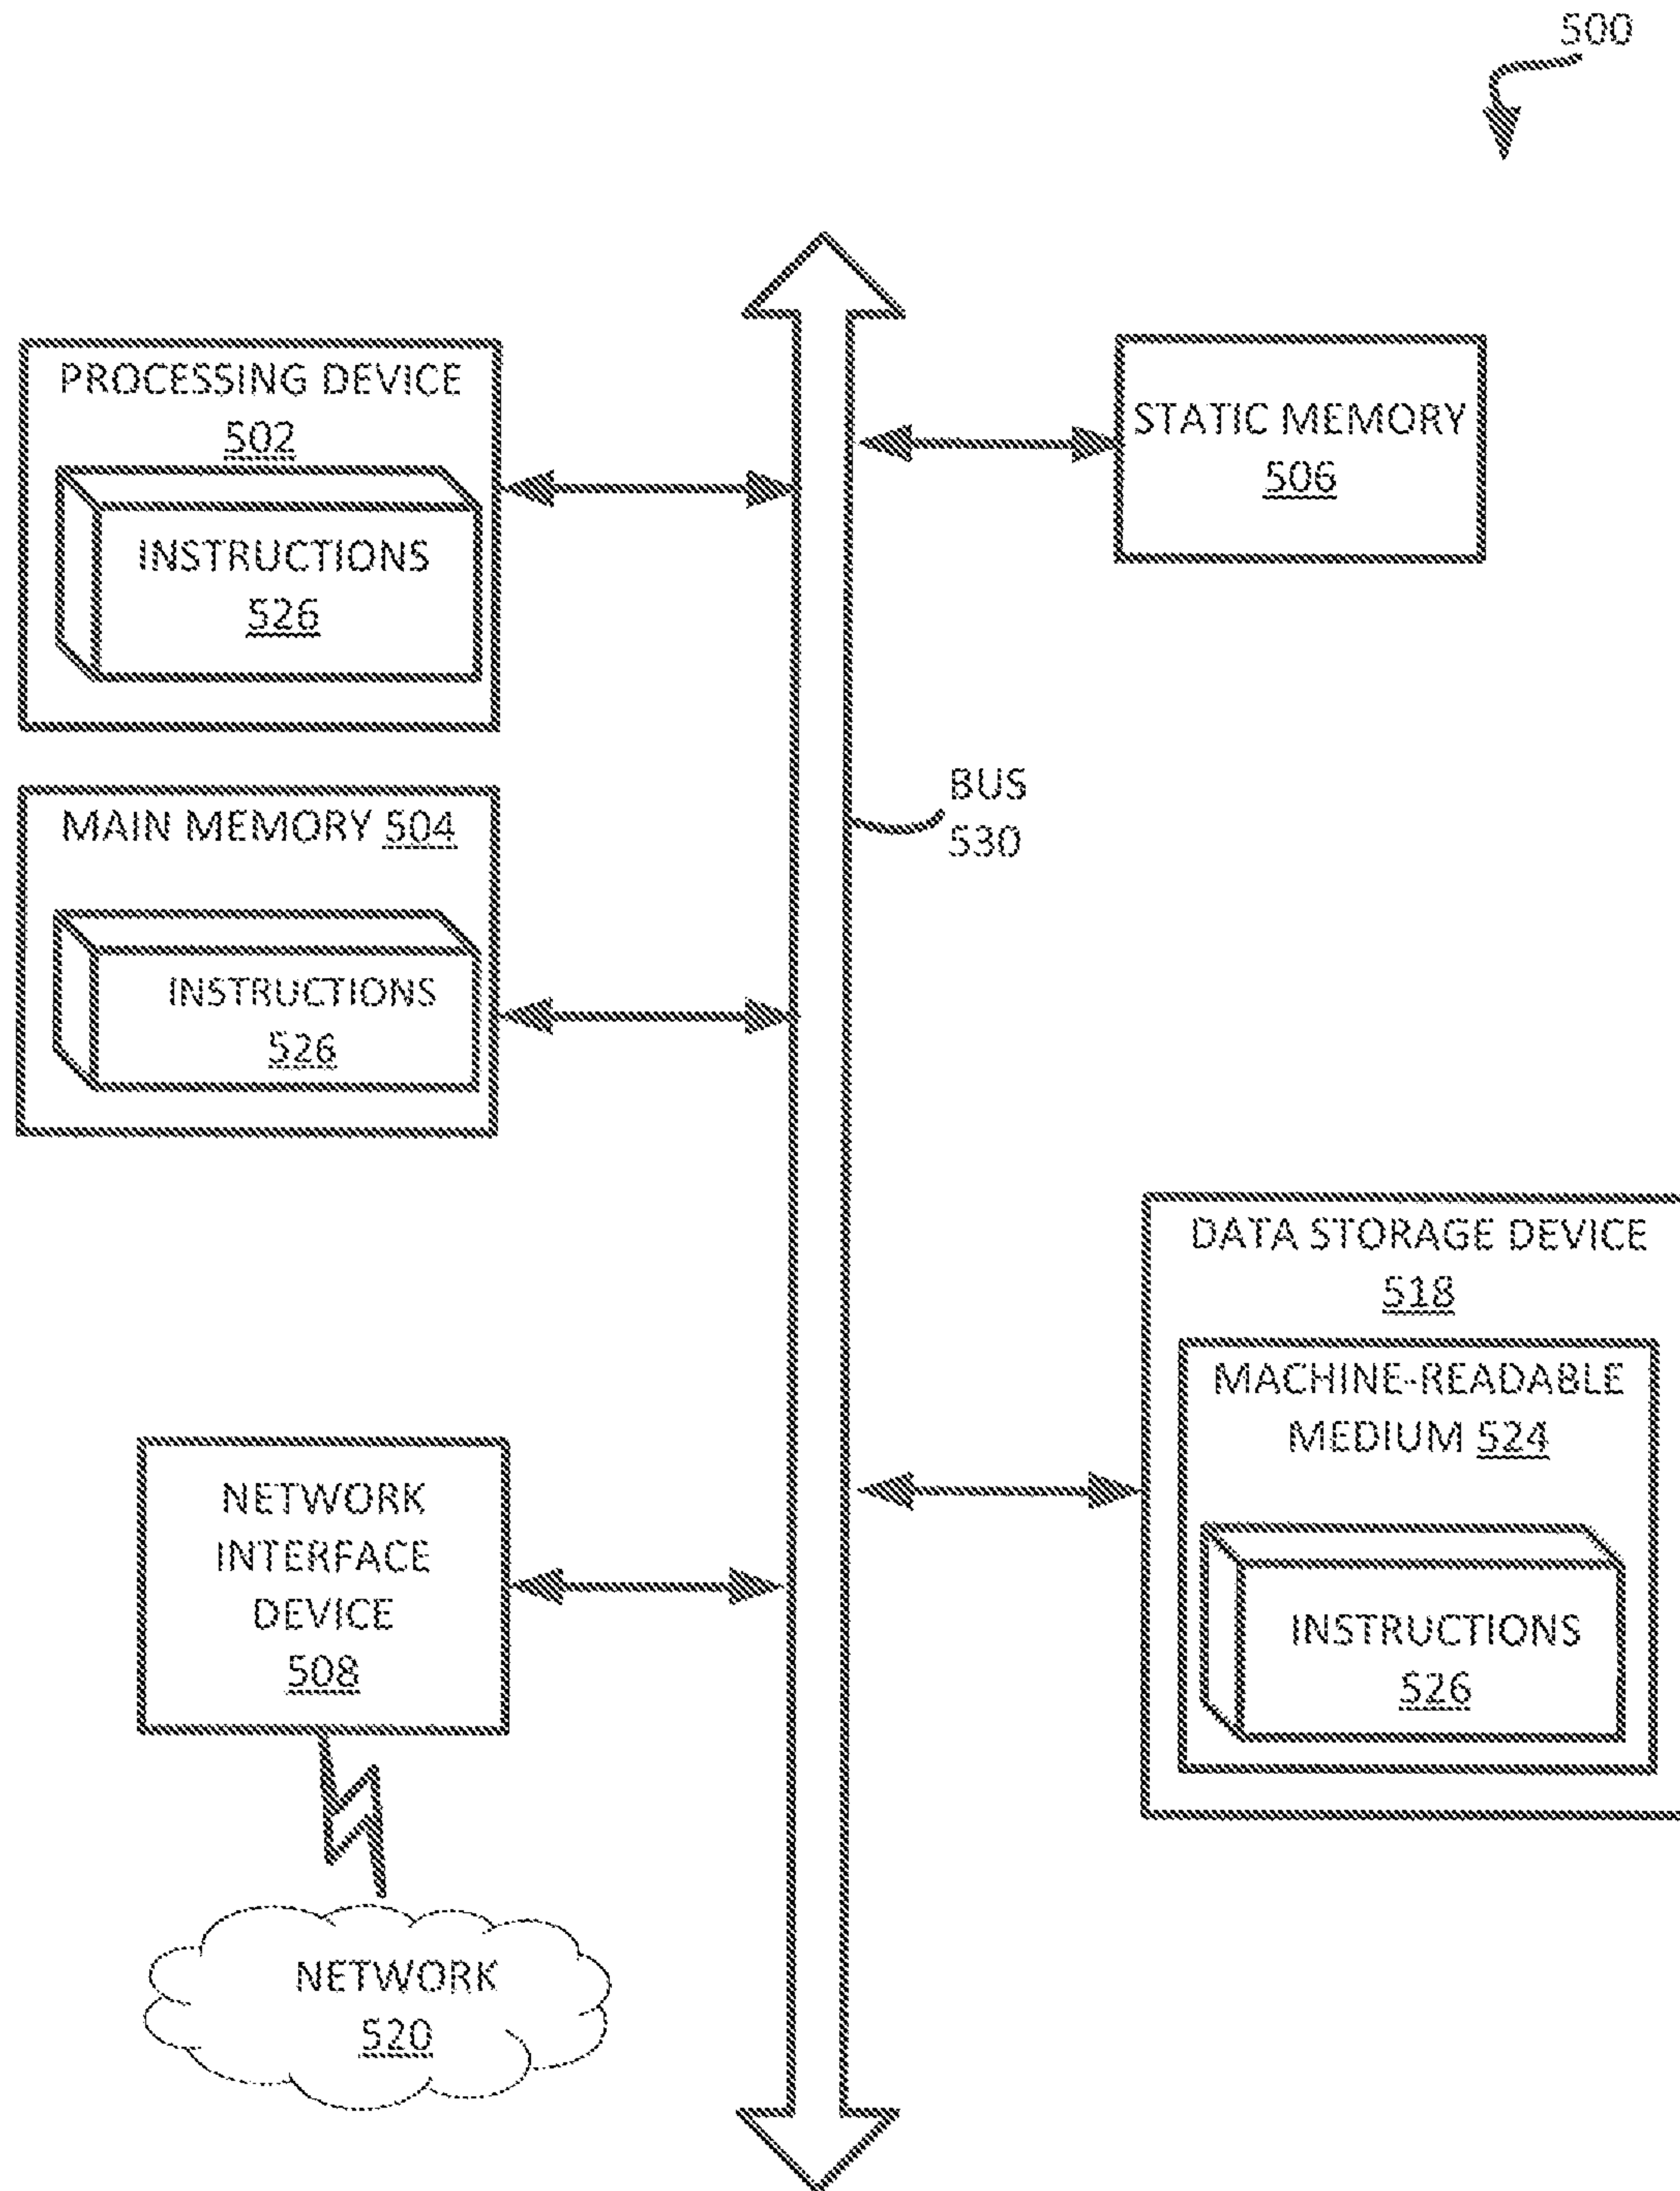 500
PROCESSING DEVICE
502
INSTRUCTIONS
526
STATIC MEMORY
506
BUS
530
MAIN MEMORY 504
INSTRUCTIONS
526
DATA STORAGE DEVICE
518
MACHINE-READABLE
MEDIUM 524
INSTRUCTIONS
526
NETWORK
INTERFACE
DEVICE
508
NETWORK
520